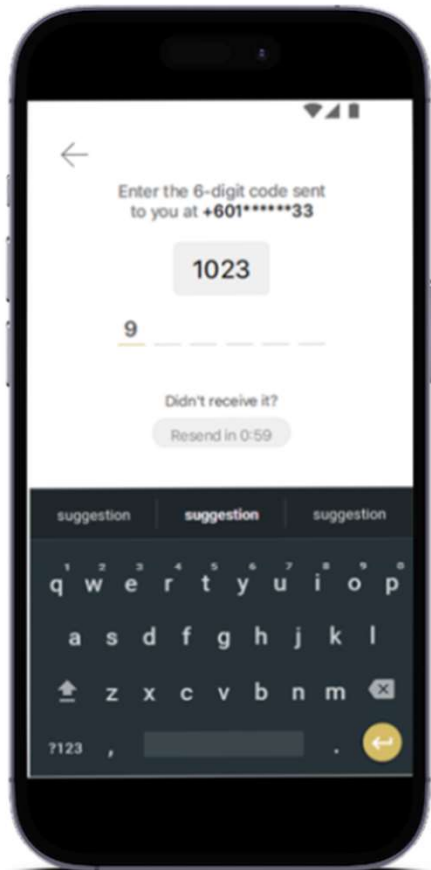 Enter the 6-digit code sent
to you at +601******33
1023
9
Didn't receive it?
Resend in 0:59
suggestion suggestion suggestion
1 2 3 4 5 6 7 8 9 0
q w e r t y u i o p
a s d f g h j k l
z x c v b n m
?123 , .